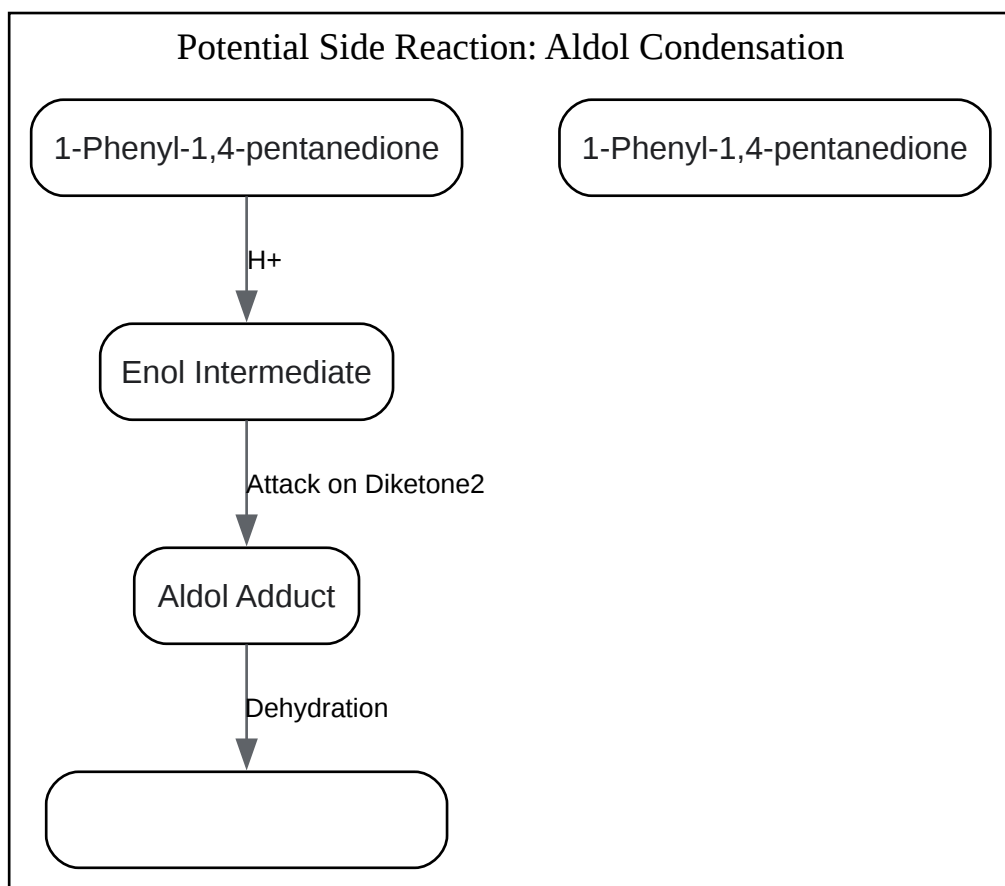 Potential Side Reaction: Aldol Condensation
1-Phenyl-1,4-pentanedione
1-Phenyl-1,4-pentanedione
H+
Enol Intermediate
Attack on Diketone2
Aldol Adduct
Dehydration